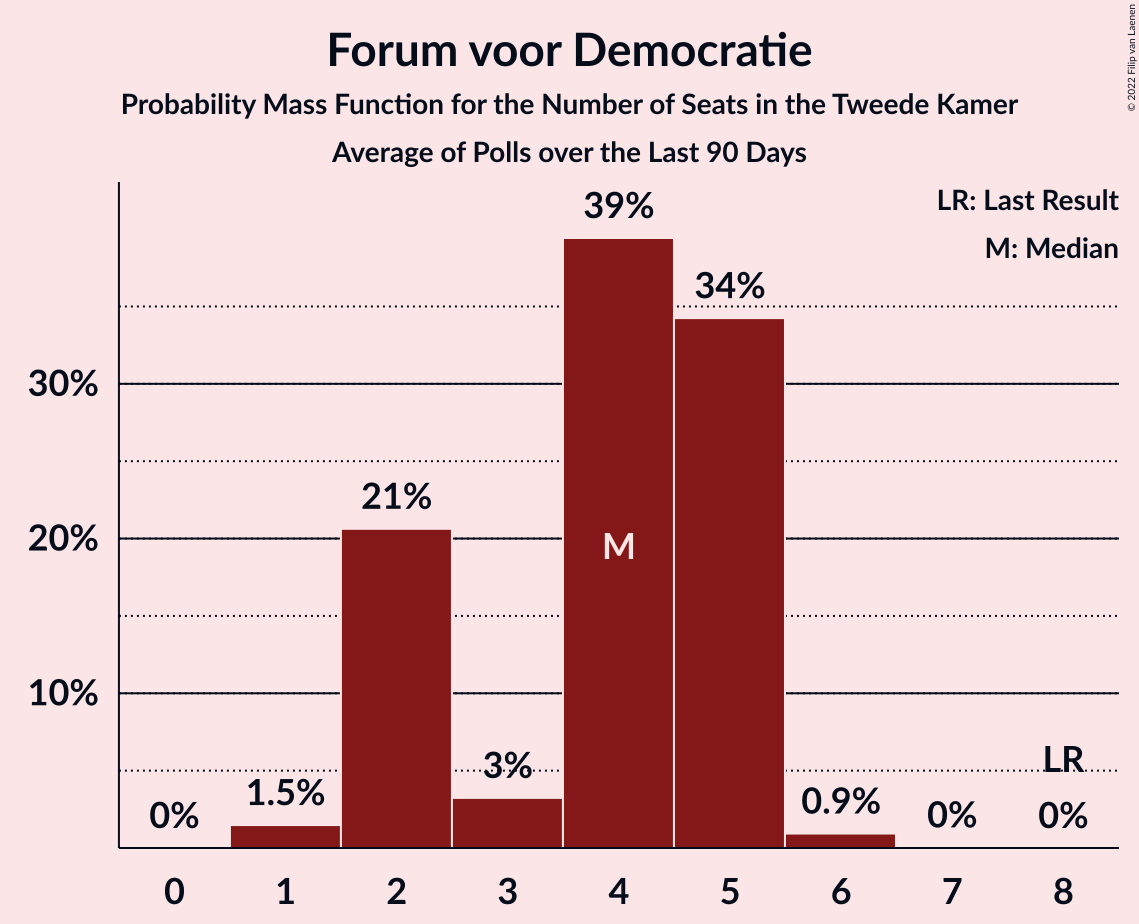 Forum voor Democratie
Probability Mass Function for the Number of Seats in the Tweede Kamer
Average of Polls over the Last 90 Days
© 2022 Filip van Laenen
LR: Last Result
M: Median
39%
34%
30%
21%
20%
M
10%
3%
LR
1.5%
0.9%
0%
0%
0%
0 1 2 3 4 5 6 7 8